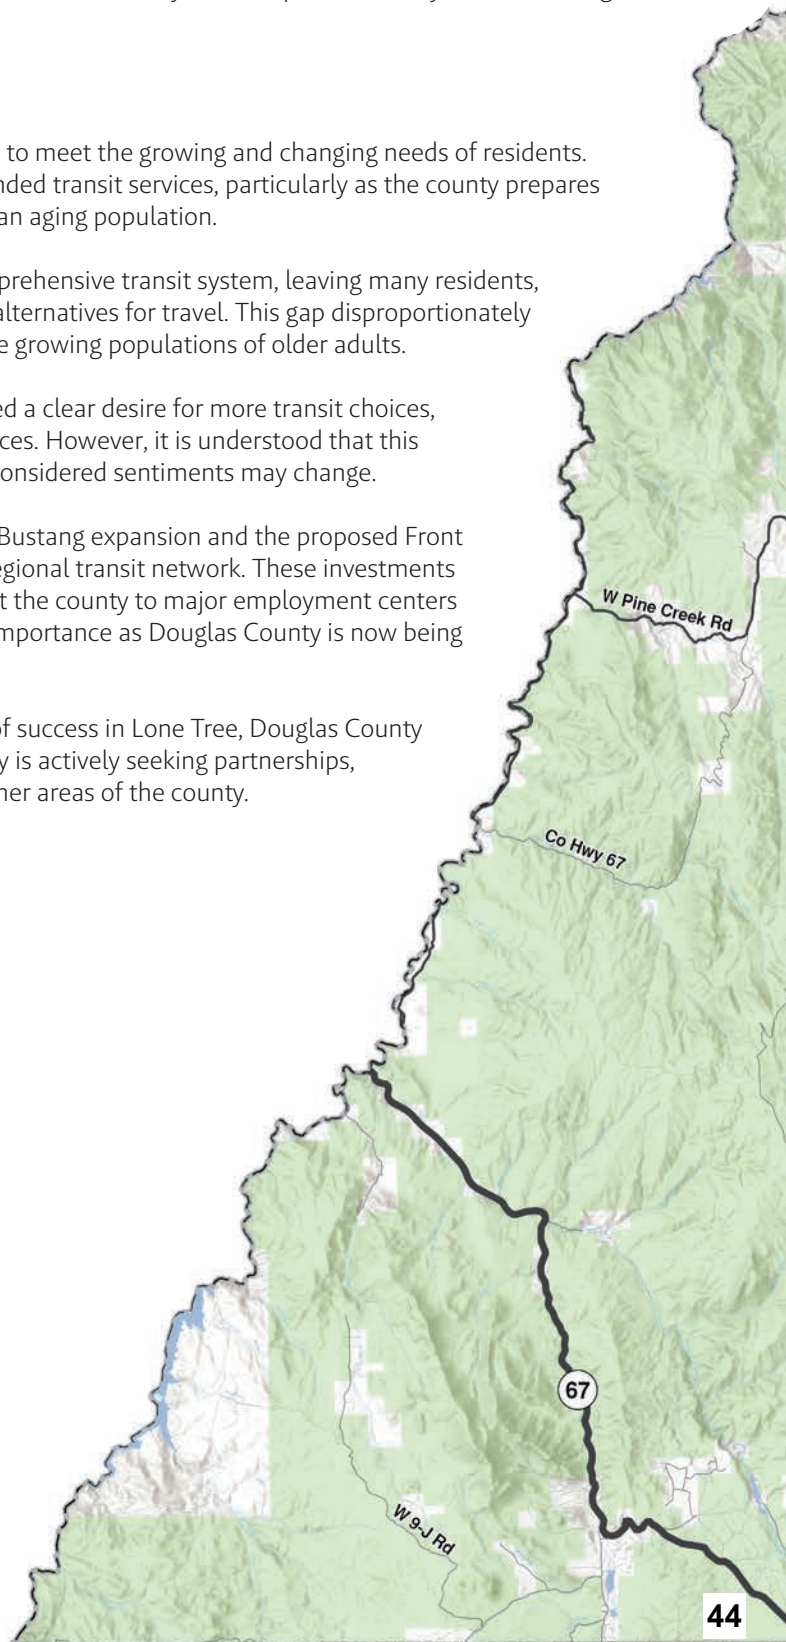 to meet the growing and changing needs of residents.
nded transit services, particularly as the county prepares
an aging population.
prehensive transit system, leaving many residents,
alternatives for travel. This gap disproportionately
e growing populations of older adults.
ed a clear desire for more transit choices,
ces. However, it is understood that this
onsidered sentiments may change.
Bustang expansion and the proposed Front
egional transit network. These investments
t the county to major employment centers
mportance as Douglas County is now being
of success in Lone Tree, Douglas County
y is actively seeking partnerships,
her areas of the county.
W Pine Creek Rd
Co Hwy 67
67
W 9-J Rd
44